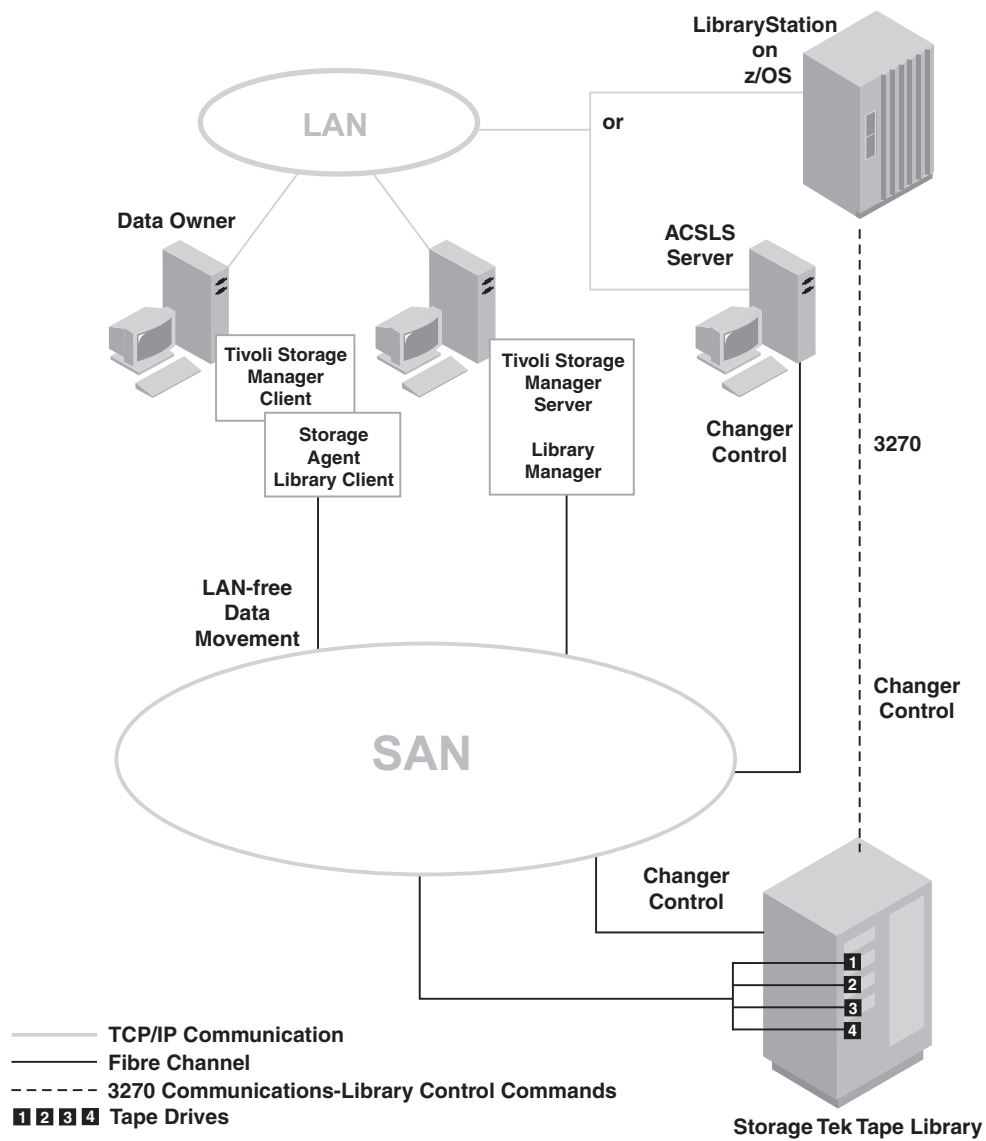 LibraryStation
on
z/OS
LAN
or
Data Owner
ACSLS
Server
Tivoli Storage
Manager
Client
Storage
Agent
Library Client
Tivoli Storage
Manager
Server
Library
Manager
Changer
Control
3270
LAN-free
Data
Movement
Changer
Control
SAN
Changer
Control
1
2
3
4
TCP/IP Communication
Fibre Channel
3270 Communications-Library Control Commands
1 2 3 4 Tape Drives
Storage Tek Tape Library